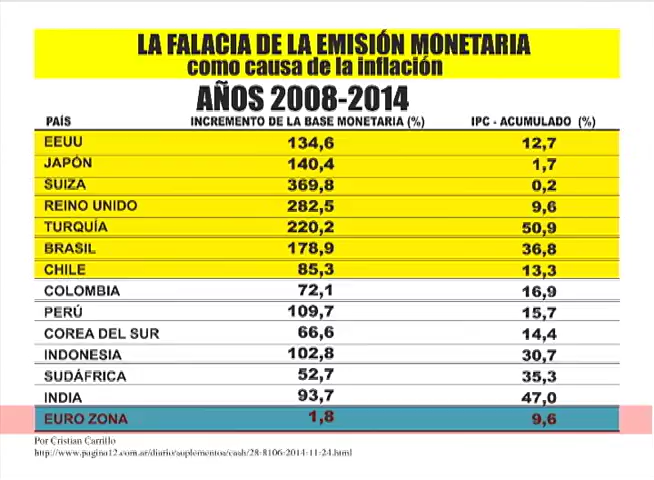 LA FALACIA DE LA EMISIÓN MONETARIA
como causa de la inflación
AÑOS 2008-2014
PAÍS INCREMENTO DE LA BASE MONETARIA (%) IPC - ACUMULADO (%)
EEUU 134,6 12,7
JAPÓN 140,4 1,7
SUIZA 369,8 0,2
REINO UNIDO 282,5 9,6
TURQUÍA 220,2 50,9
BRASIL 178,9 36,8
CHILE 85,3 13,3
COLOMBIA 72,1 16,9
PERÚ 109,7 15,7
COREA DEL SUR 66,6 14,4
INDONESIA 102,8 30,7
SUDÁFRICA 52,7 35,3
INDIA 93,7 47,0
EURO ZONA 1,8 9,6
Por Cristian Carrillo
http://www.pagina12.com.ar/diario/suplementos/cash/28-8106-2014-11-24.html